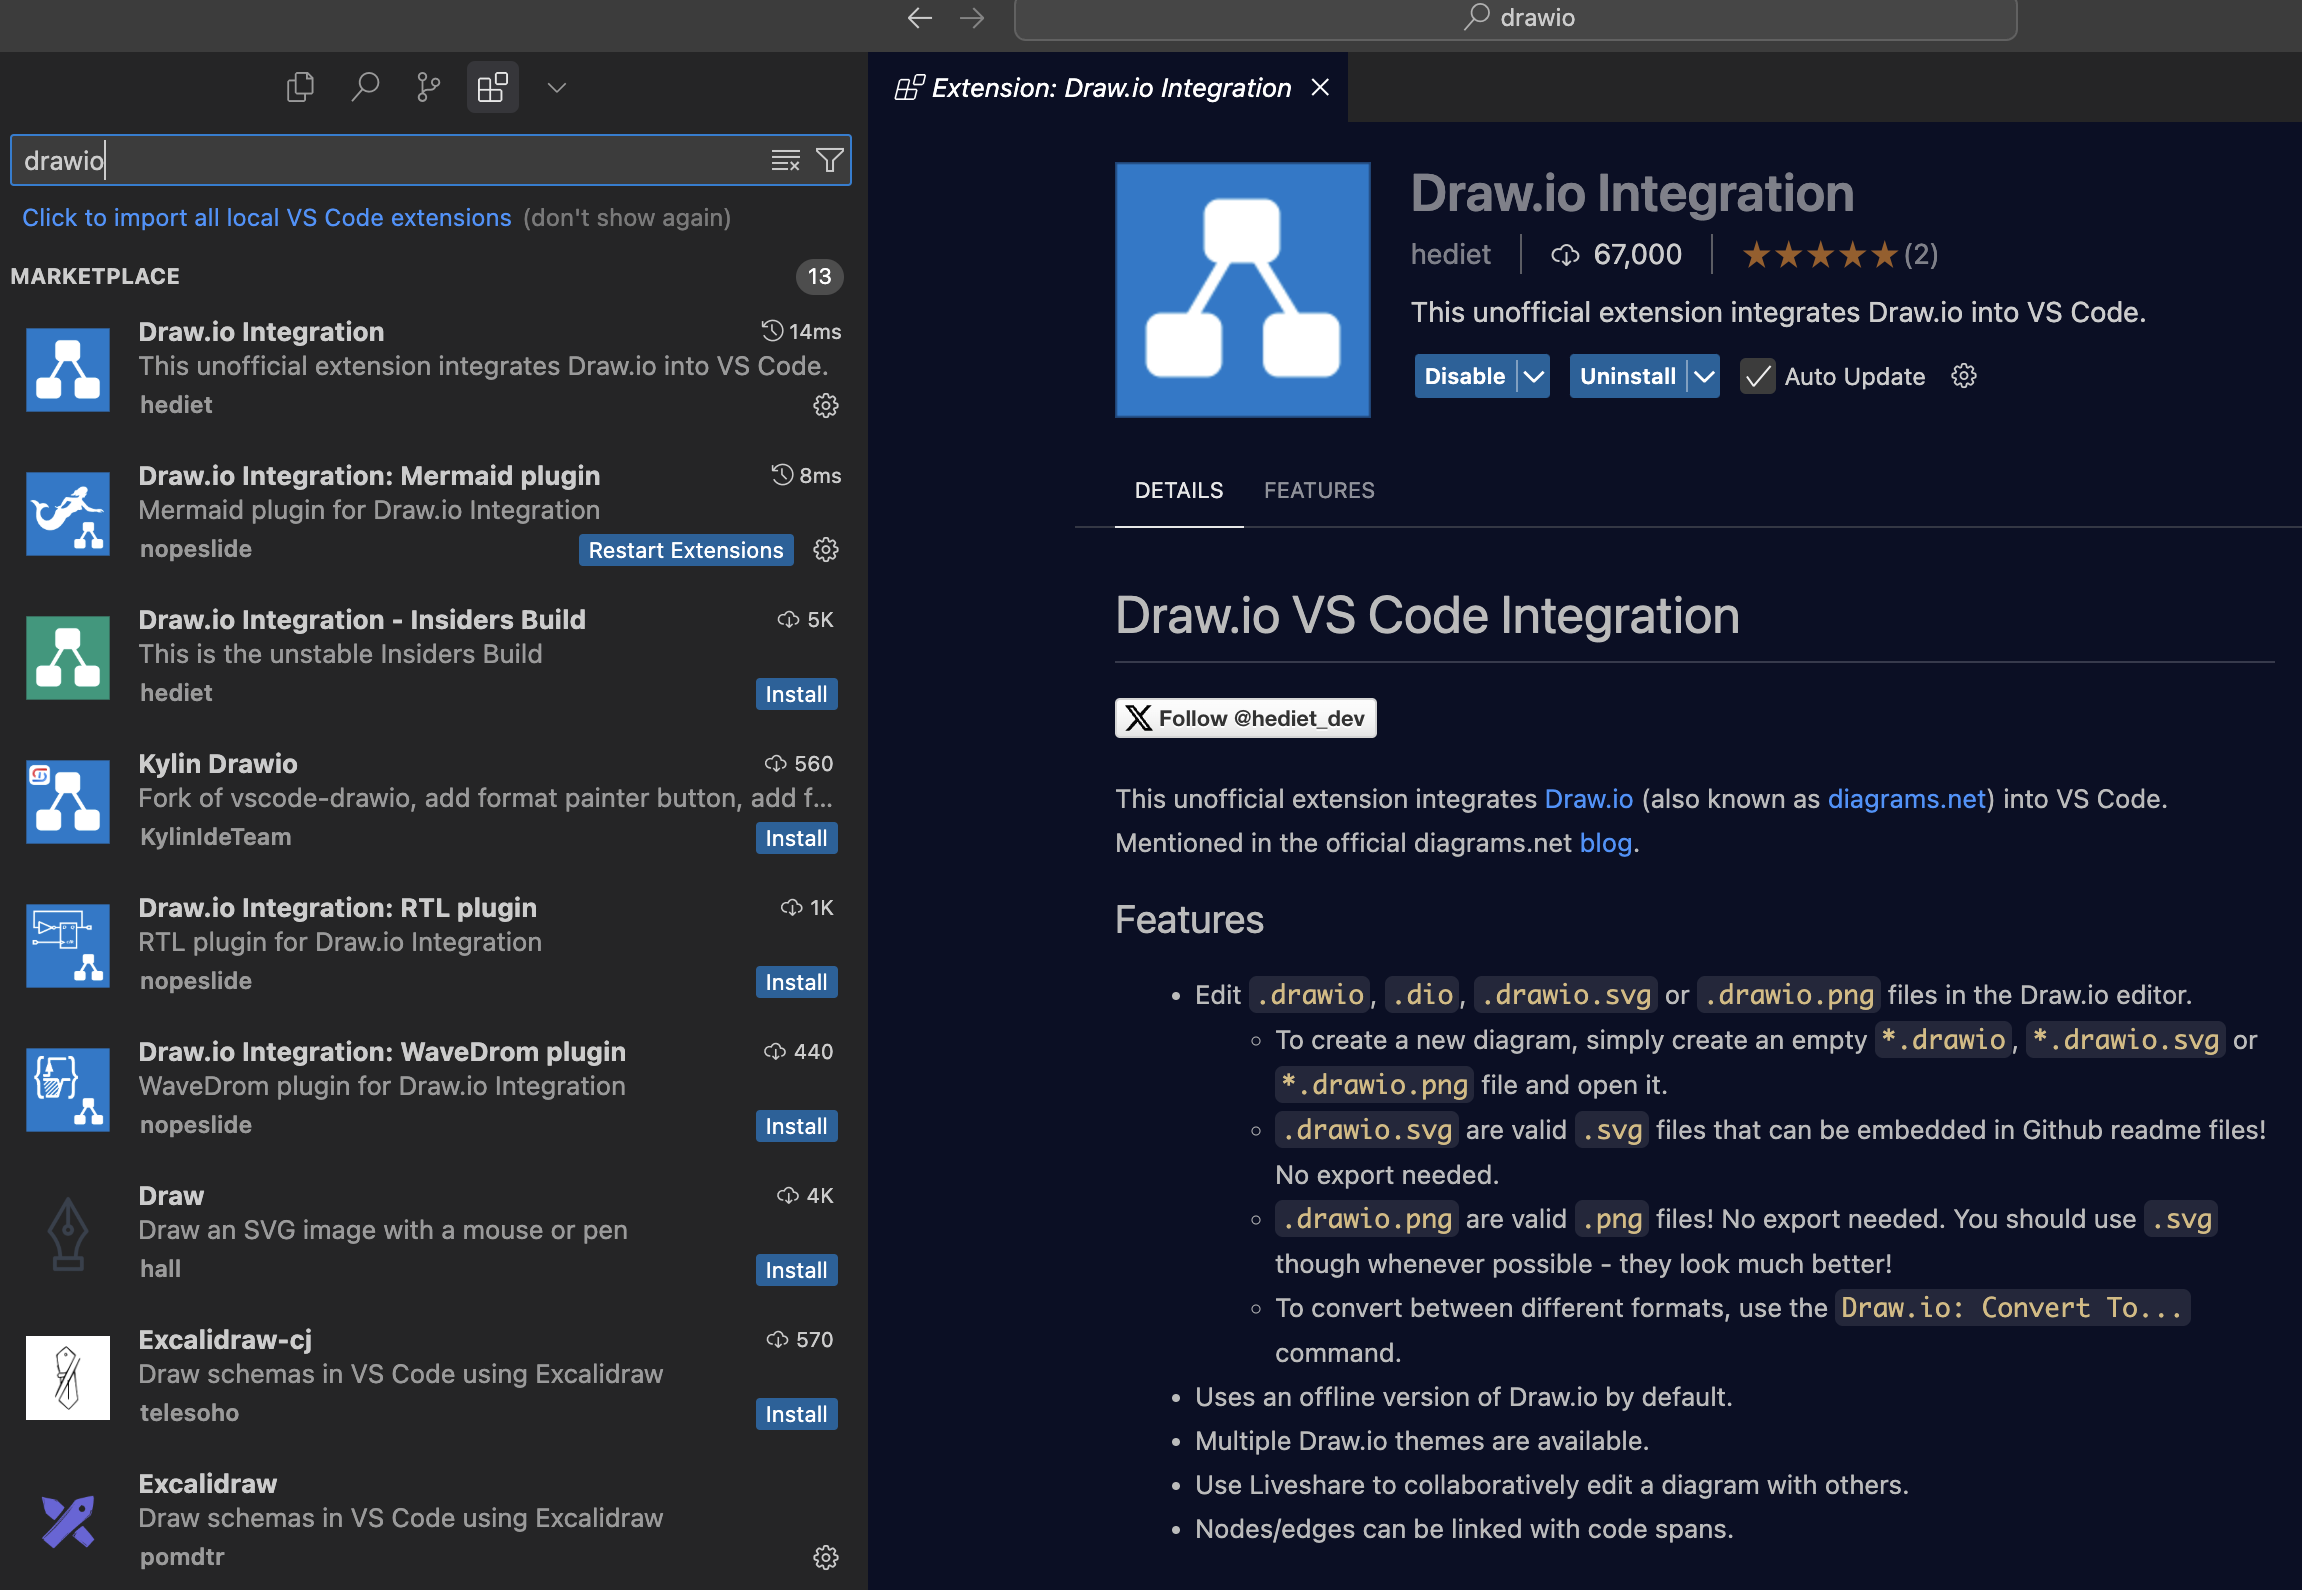 drawio
drawio
Click to import all local VS Code extensions (don't show again)
MARKETPLACE
13
Draw.io Integration
14ms
This unofficial extension integrates Draw.io into VS Code.
hediet
Draw.io Integration: Mermaid plugin
8ms
Mermaid plugin for Draw.io Integration
nopeslide
Restart Extensions
Draw.io Integration - Insiders Build
5K
This is the unstable Insiders Build
hediet
Install
Kylin Drawio
560
Fork of vscode-drawio, add format painter button, add f...
KylinIdeTeam
Install
Draw.io Integration: RTL plugin
1K
RTL plugin for Draw.io Integration
nopeslide
Install
Draw.io Integration: WaveDrom plugin
440
WaveDrom plugin for Draw.io Integration
nopeslide
Install
Draw
4K
Draw an SVG image with a mouse or pen
hall
Install
Excalidraw-cj
570
Draw schemas in VS Code using Excalidraw
telesoho
Install
Excalidraw
Draw schemas in VS Code using Excalidraw
pomdtr
Extension: Draw.io Integration
Draw.io Integration
hediet
67,000
(2)
This unofficial extension integrates Draw.io into VS Code.
Disable
Uninstall
Auto Update
DETAILS
FEATURES
Draw.io VS Code Integration
Follow @hediet_dev
This unofficial extension integrates Draw.io (also known as diagrams.net) into VS Code.
Mentioned in the official diagrams.net blog.
Features
• Edit .drawio, .dio, .drawio.svg or .drawio.png files in the Draw.io editor.
◦ To create a new diagram, simply create an empty *.drawio, *.drawio.svg or
*.drawio.png file and open it.
◦ .drawio.svg are valid .svg files that can be embedded in Github readme files!
No export needed.
◦ .drawio.png are valid .png files! No export needed. You should use .svg
though whenever possible - they look much better!
◦ To convert between different formats, use the Draw.io: Convert To...
command.
• Uses an offline version of Draw.io by default.
• Multiple Draw.io themes are available.
• Use Liveshare to collaboratively edit a diagram with others.
• Nodes/edges can be linked with code spans.